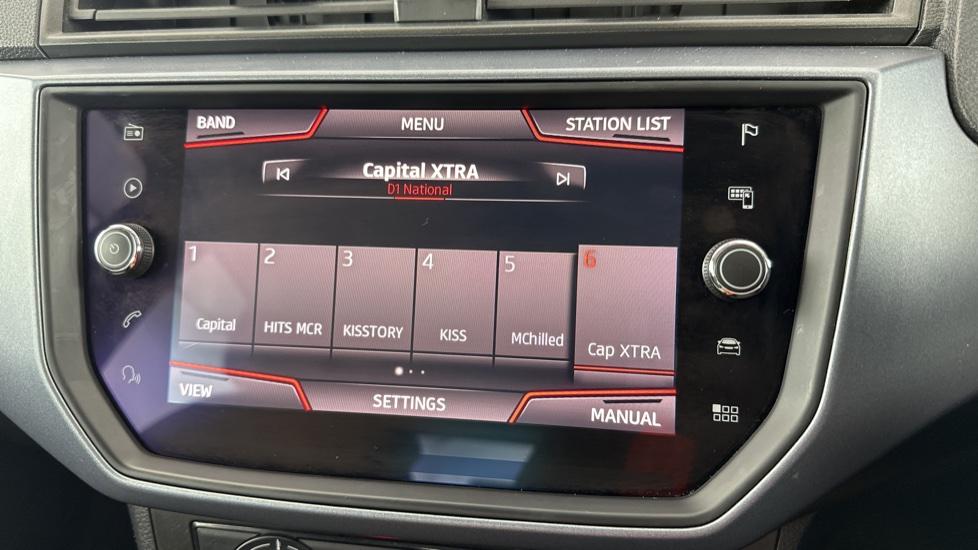 BAND MENU STATION LIST
Capital XTRA
D1 National
1 2 3 4 5 6
Capital HITS MCR KISSTORY KISS MChilled Cap XTRA
VIEW SETTINGS MANUAL